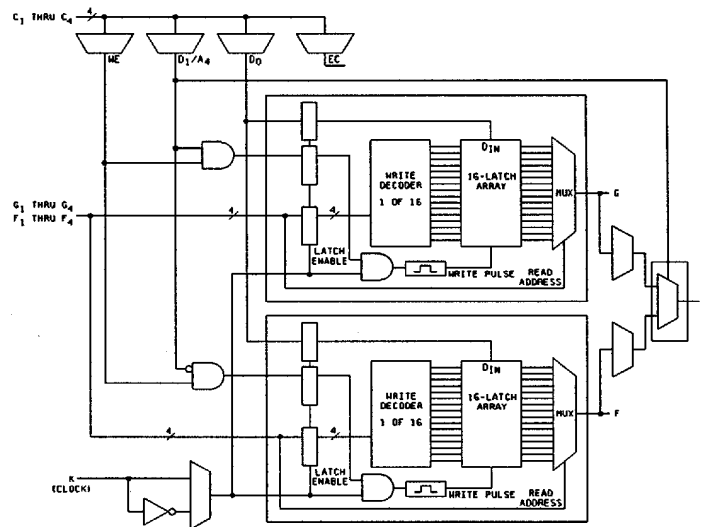 C1 THRU C4
4
WE
D1/A4
D0
EC
G1 THRU G4
F1 THRU F4
4
4
WRITE
DECODER
1 OF 16
DIN
16-LATCH
ARRAY
MUX
G
LATCH
ENABLE
WRITE PULSE
READ
ADDRESS
4
4
WRITE
DECODER
1 OF 16
DIN
16-LATCH
ARRAY
MUX
F
K
(CLOCK)
LATCH
ENABLE
WRITE PULSE
READ
ADDRESS